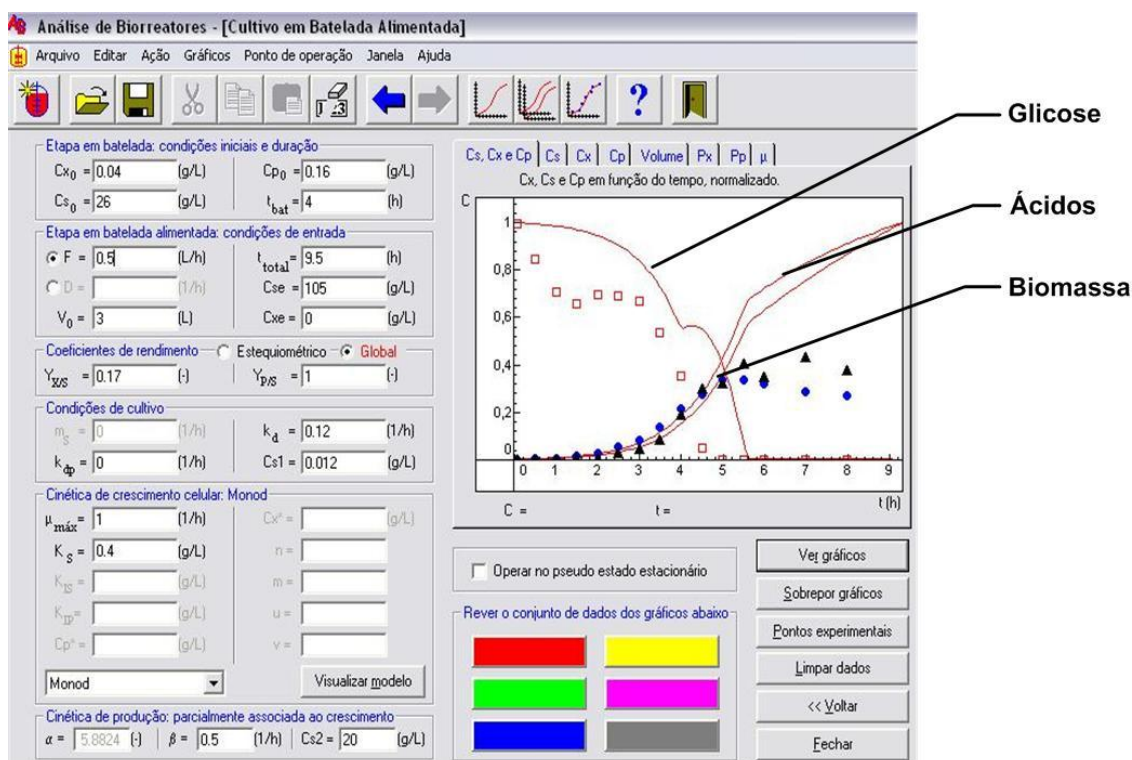 Análise de Biorreatores - [Cultivo em Batelada Alimentada]
Arquivo Editar Ação Gráficos Ponto de operação Janela Ajuda
Etapa em batelada: condições iniciais e duração
Cx0 = 0.04 (g/L) Cp0 = 0.16 (g/L)
Cs0 = 26 (g/L) tbat = 4 (h)
Etapa em batelada alimentada: condições de entrada
F = 0.5 (L/h) ttotal = 9.5 (h)
D = (1/h) Cse = 105 (g/L)
V0 = 3 (L) Cxe = 0 (g/L)
Coeficientes de rendimento Estequiométrico Global
YX/S = 0.17 (-) YP/S = 1 (-)
Condições de cultivo
mS = 0 (1/h) kd = 0.12 (1/h)
kdp = 0 (1/h) Cs1 = 0.012 (g/L)
Cinética de crescimento celular: Monod
μmáx = 1 (1/h) Cx* = (g/L)
KS = 0.4 (g/L) n =
KIS = (g/L) m =
KIP = (g/L) u =
Cp* = (g/L) v =
Monod Visualizar modelo
Cinética de produção: parcialmente associada ao crescimento
α = 5.8824 (-) β = 0.5 (1/h) Cs2 = 20 (g/L)
Cs, Cx e Cp Cs Cx Cp Volume Px Pp μ
Cx, Cs e Cp em função do tempo, normalizado.
C
1
0,8
0,6
0,4
0,2
0
0 1 2 3 4 5 6 7 8 9
t (h)
C = t =
Glicose
Ácidos
Biomassa
Operar no pseudo estado estacionário
Rever o conjunto de dados dos gráficos abaixo
Ver gráficos
Sobrepor gráficos
Pontos experimentais
Limpar dados
<< Voltar
Fechar